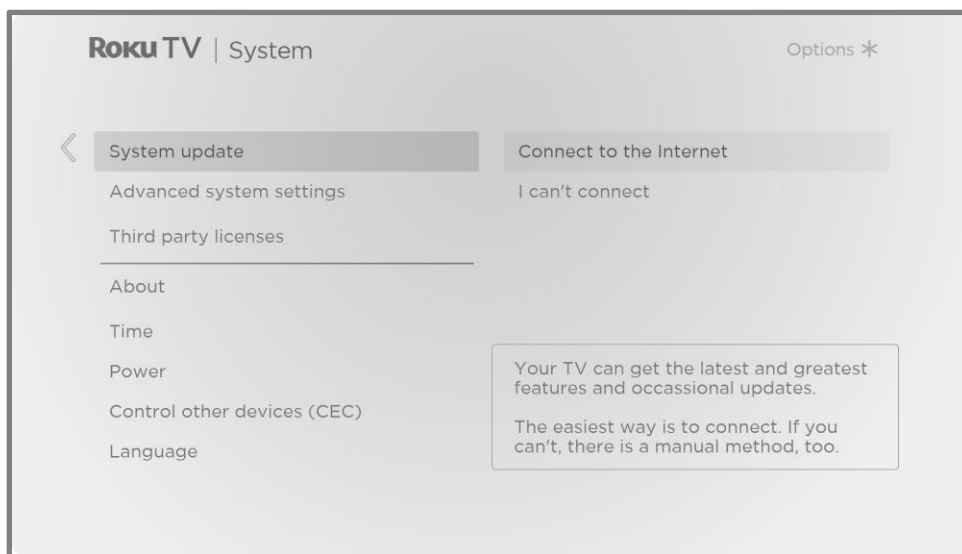 Roku TV | System
Options *
System update
Advanced system settings
Third party licenses
About
Time
Power
Control other devices (CEC)
Language
Connect to the Internet
I can't connect
Your TV can get the latest and greatest
features and occassional updates.
The easiest way is to connect. If you
can't, there is a manual method, too.